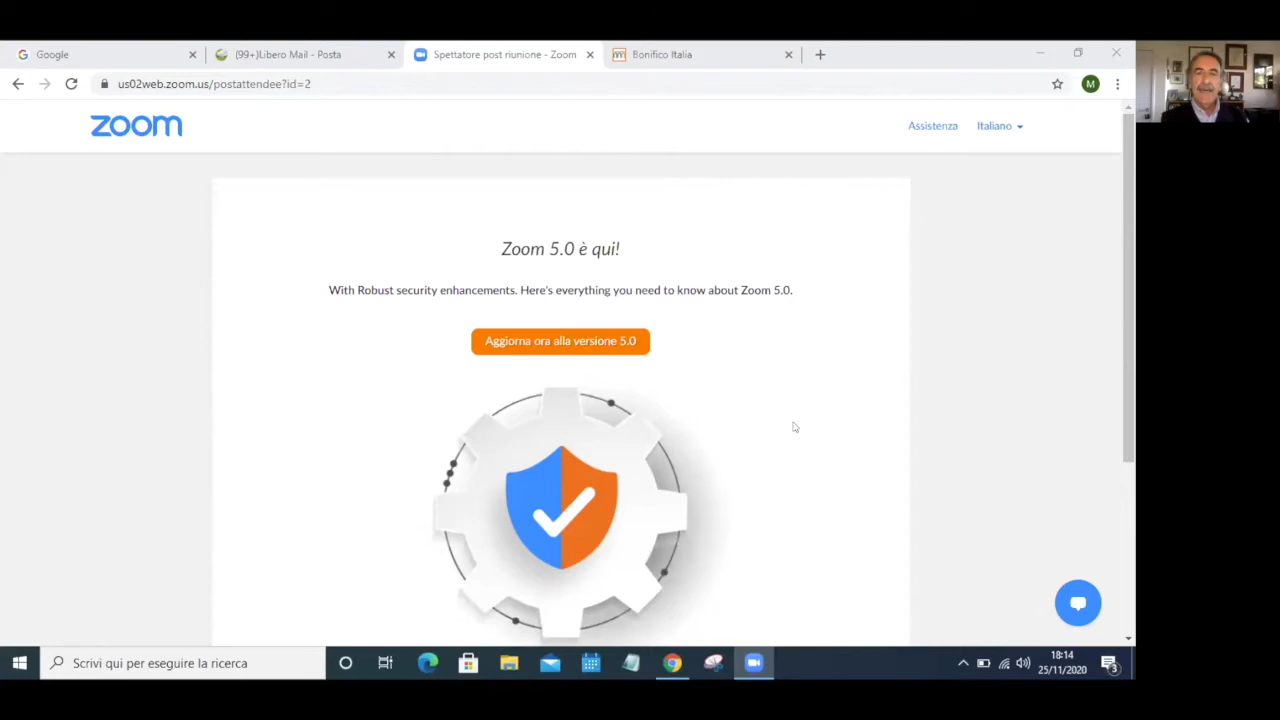 Google
(99+)Libero Mail - Posta
Spettatore post riunione - Zoom
Bonifico Italia
us02web.zoom.us/postattendee?id=2
M
zoom
Assistenza
Italiano
Zoom 5.0 è qui!
With Robust security enhancements. Here's everything you need to know about Zoom 5.0.
Aggiorna ora alla versione 5.0
Scrivi qui per eseguire la ricerca
18:14
25/11/2020
3